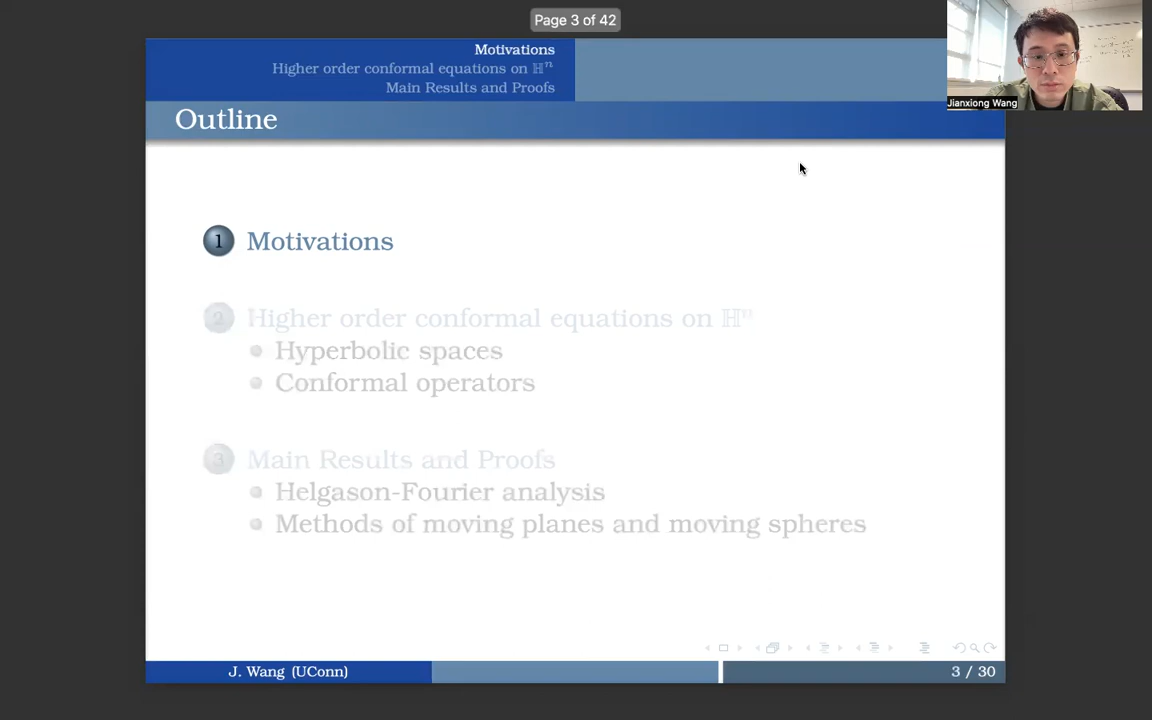 Page 3 of 42
Motivations
Higher order conformal equations on ℍⁿ
Main Results and Proofs
Jianxiong Wang
Outline
1 Motivations
2 Higher order conformal equations on ℍⁿ
Hyperbolic spaces
Conformal operators
3 Main Results and Proofs
Helgason-Fourier analysis
Methods of moving planes and moving spheres
J. Wang (UConn)
3 / 30